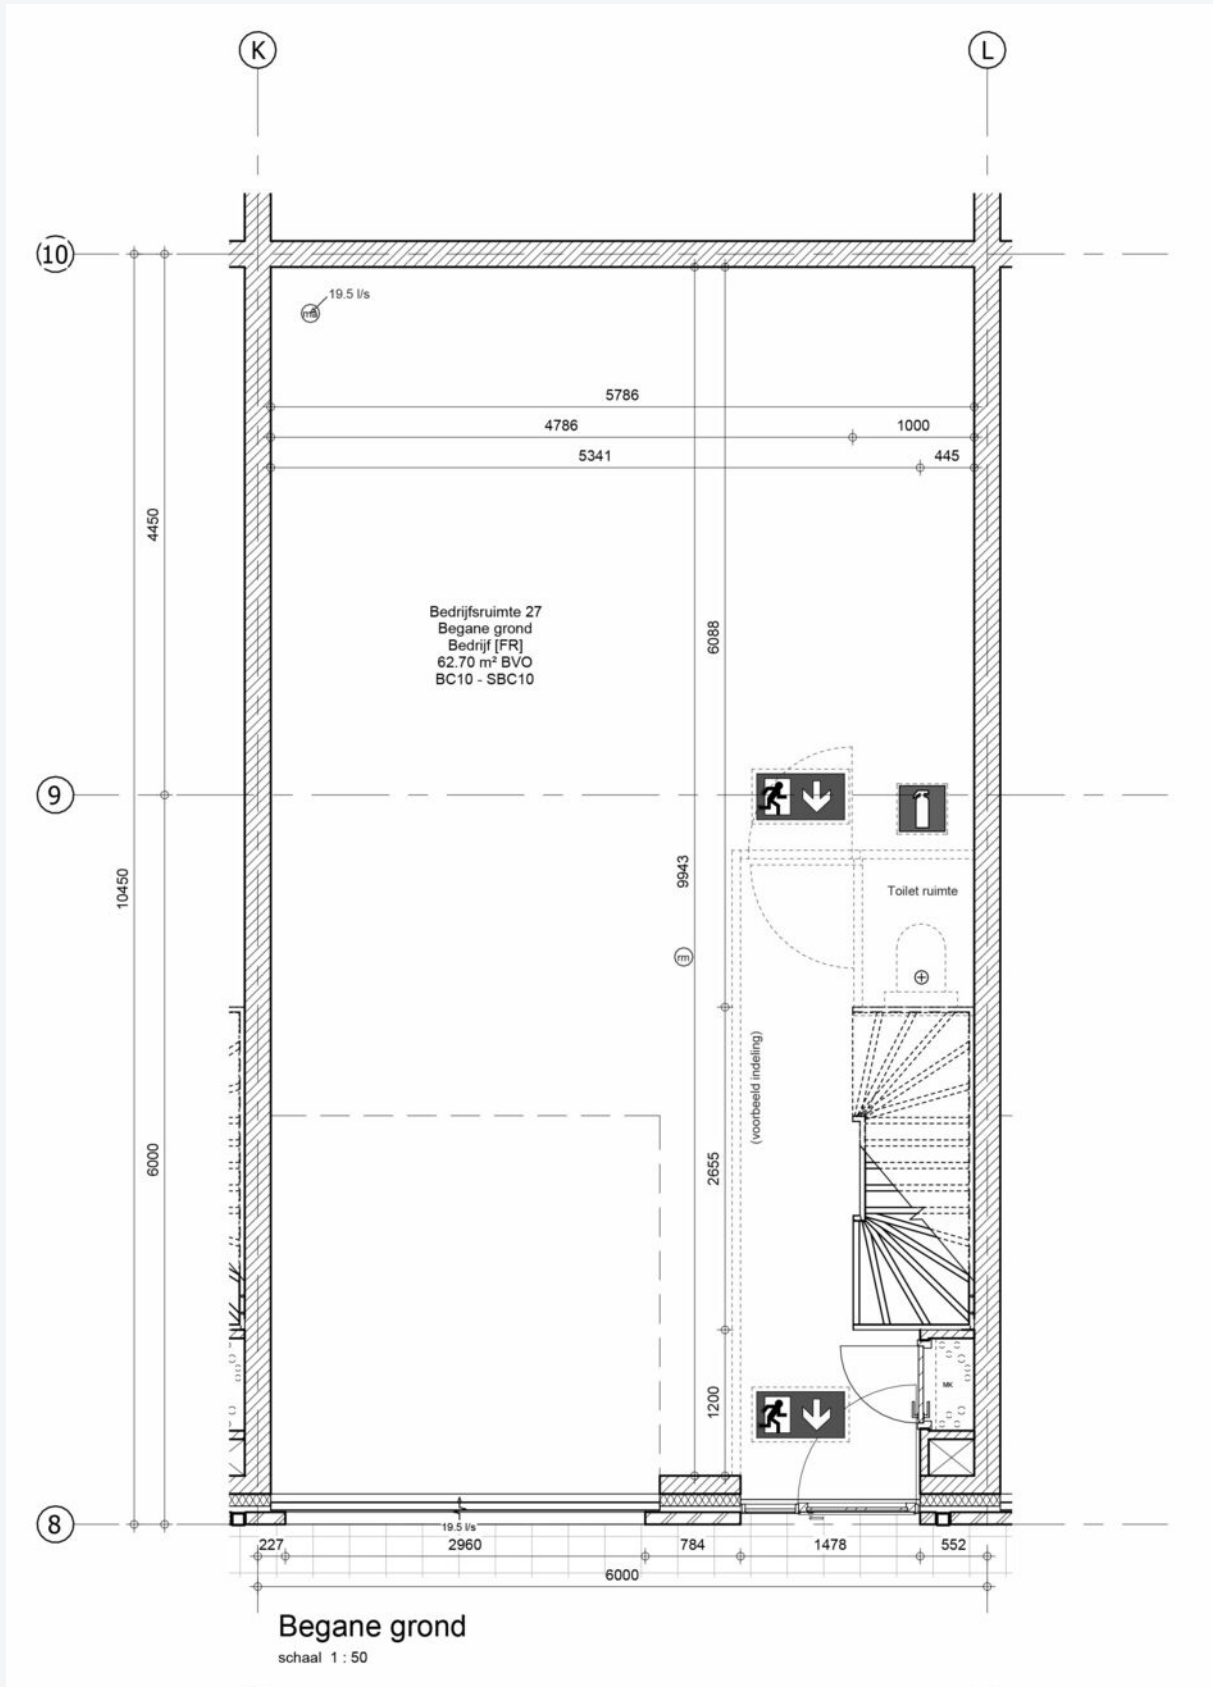 K
L
10
19.5 l/s
ma
5786
4786
1000
5341
445
4450
Bedrijfsruimte 27
Begane grond
Bedrijf [FR]
62.70 m² BVO
BC10 - SBC10
6088
9
10450
9943
Toilet ruimte
rm
(voorbeeld indeling)
6000
2655
MK
1200
8
19.5 l/s
227
2960
784
1478
552
6000
Begane grond
schaal 1 : 50